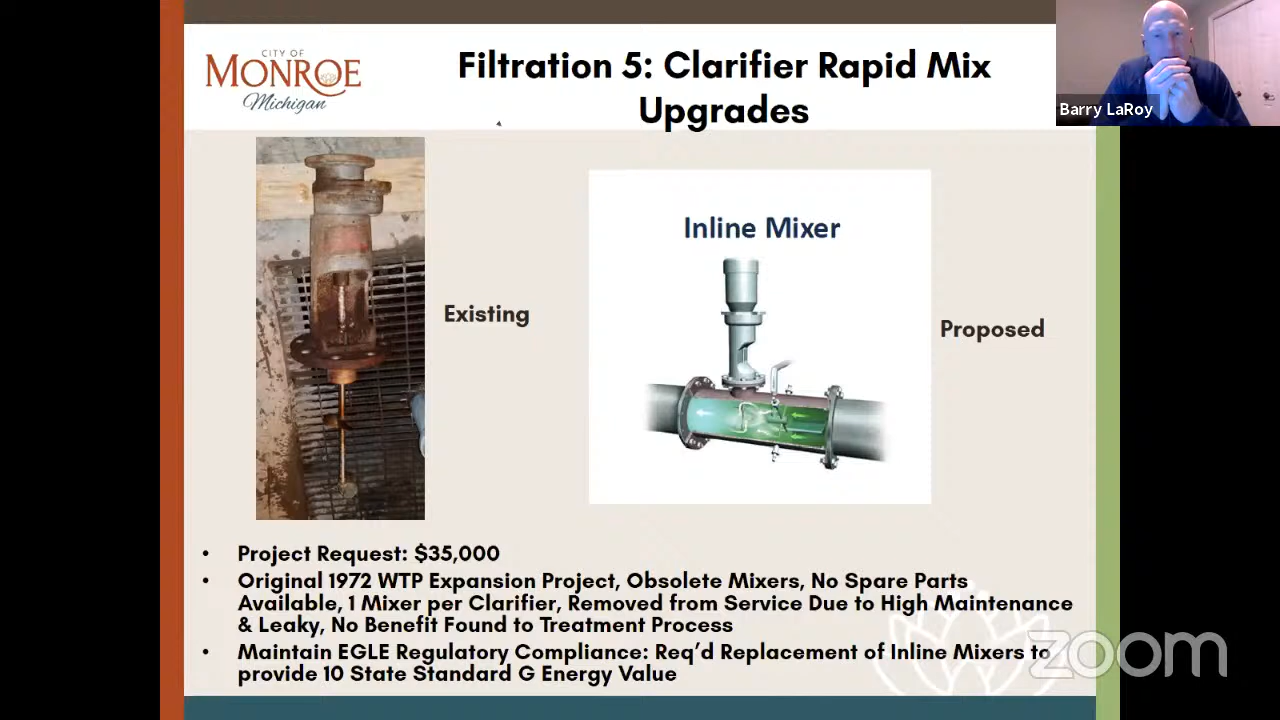 CITY OF
MONROE
Michigan
Filtration 5: Clarifier Rapid Mix
Upgrades
Barry LaRoy
Existing
Inline Mixer
Proposed
• Project Request: $35,000
• Original 1972 WTP Expansion Project, Obsolete Mixers, No Spare Parts
Available, 1 Mixer per Clarifier, Removed from Service Due to High Maintenance
& Leaky, No Benefit Found to Treatment Process
• Maintain EGLE Regulatory Compliance: Req'd Replacement of Inline Mixers to
provide 10 State Standard G Energy Value
zoom